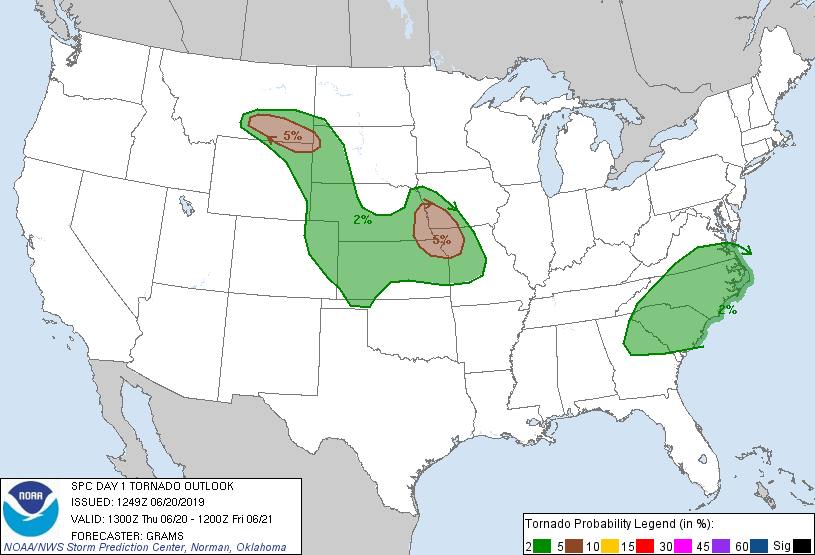 5%
2%
5%
2%
NOAA
SPC DAY 1 TORNADO OUTLOOK
ISSUED: 1249Z 06/20/2019
VALID: 1300Z Thu 06/20 - 1200Z Fri 06/21
FORECASTER: GRAMS
NOAA/NWS Storm Prediction Center, Norman, Oklahoma
Tornado Probability Legend (in %):
2 5 10 15 30 45 60 Sig